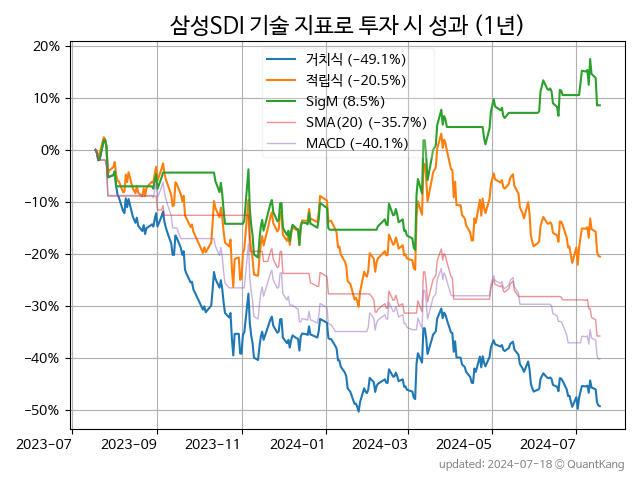 삼성SDI 기술 지표로 투자 시 성과 (1년)
20%
10%
0%
−10%
−20%
−30%
−40%
−50%
거치식 (−49.1%)
적립식 (−20.5%)
SigM (8.5%)
SMA(20) (−35.7%)
MACD (−40.1%)
2023-07 2023-09 2023-11 2024-01 2024-03 2024-05 2024-07
updated: 2024-07-18 ⓒ QuantKang